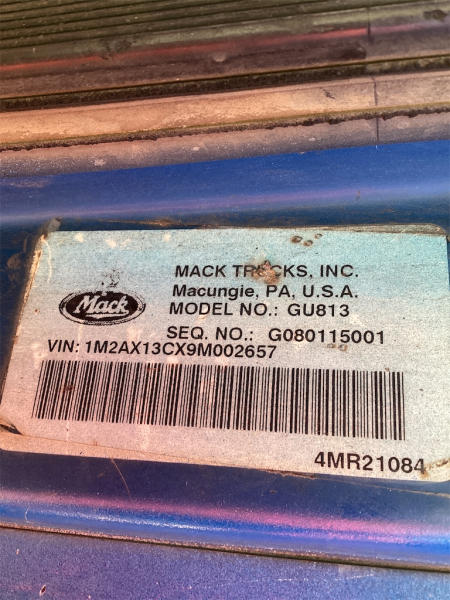 Mack
MACK TRUCKS, INC.
Macungie, PA, U.S.A.
MODEL NO.: GU813
SEQ. NO.: G080115001
VIN: 1M2AX13CX9M002657
4MR21084